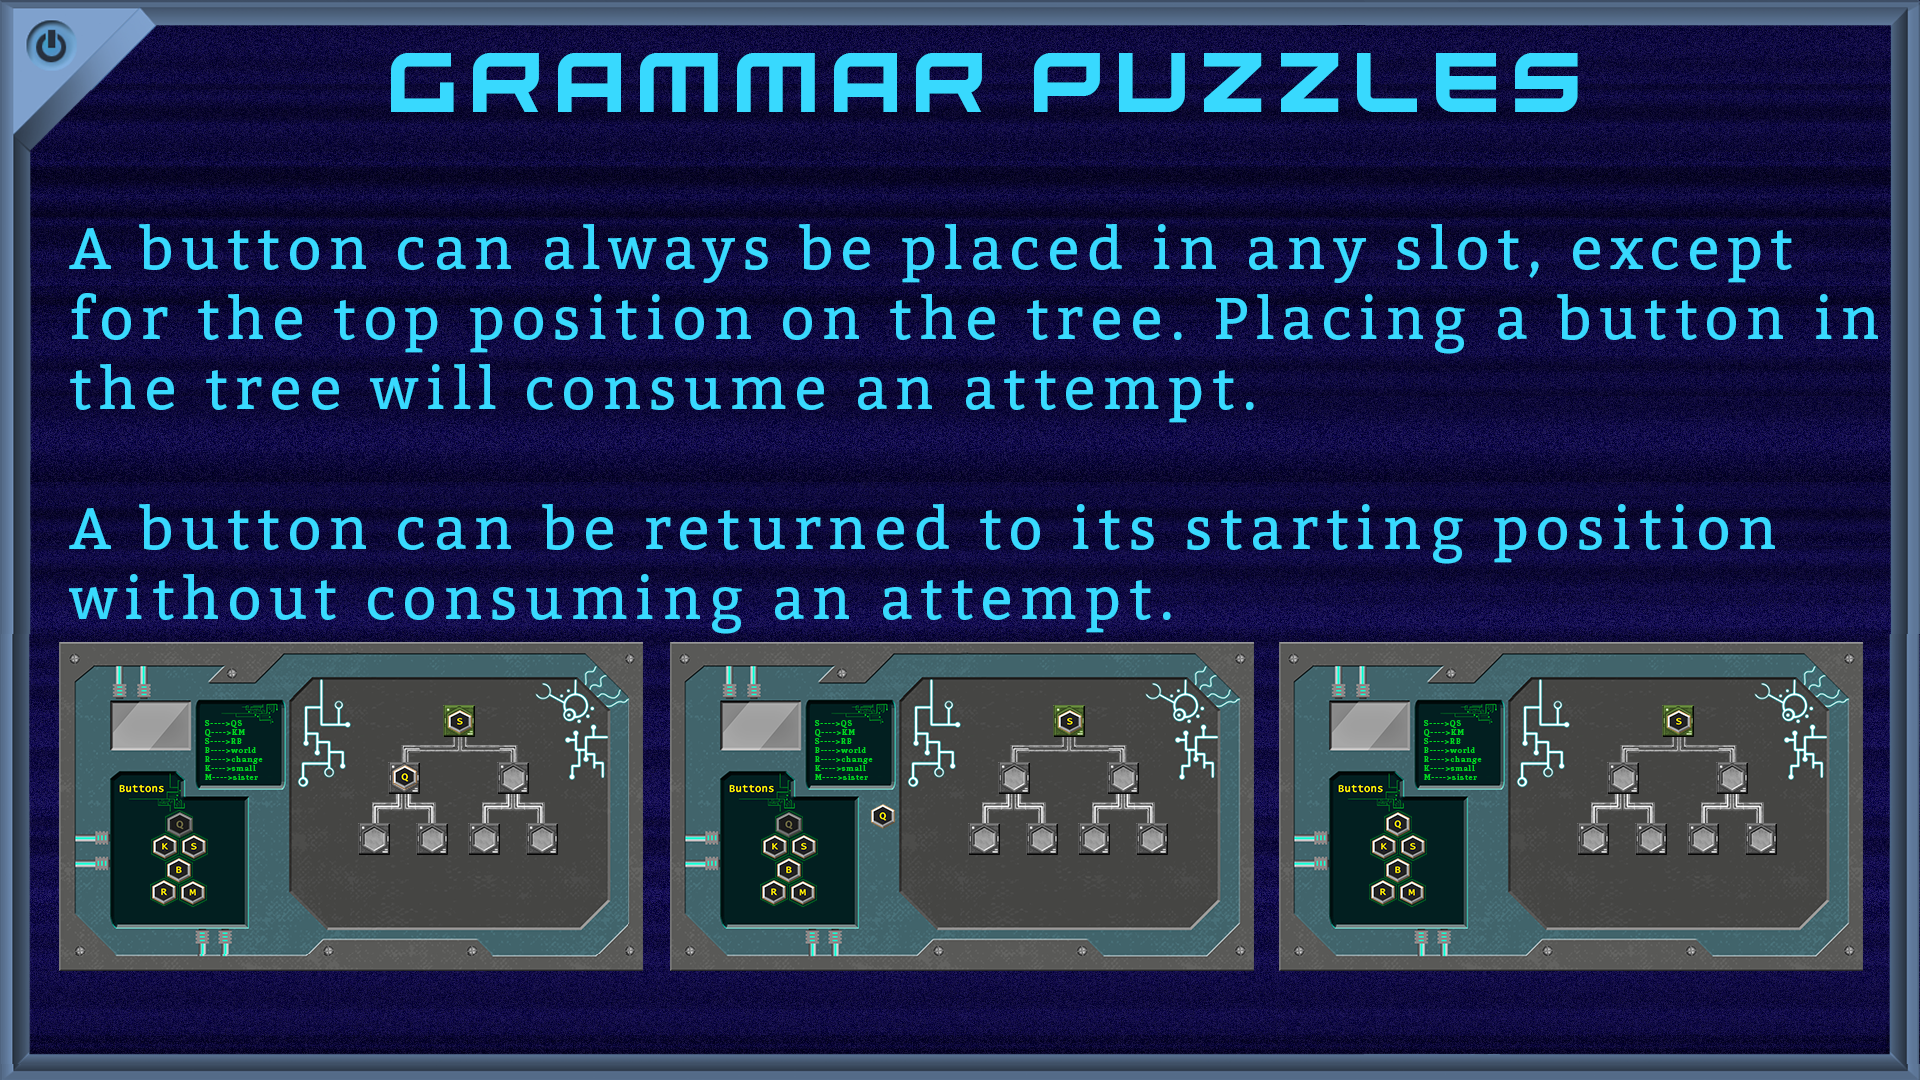 GRAMMAR PUZZLES
A button can always be placed in any slot, except
for the top position on the tree. Placing a button in
the tree will consume an attempt.
A button can be returned to its starting position
without consuming an attempt.
S---->QS
Q---->KM
S---->RB
B---->world
R---->change
K---->small
M---->sister
Buttons
Q
K S
B
R M
S
Q
S---->QS
Q---->KM
S---->RB
B---->world
R---->change
K---->small
M---->sister
Buttons
Q
K S
B
R M
Q
S
S---->QS
Q---->KM
S---->RB
B---->world
R---->change
K---->small
M---->sister
Buttons
Q
K S
B
R M
S